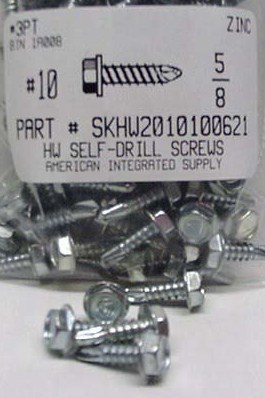 *3PT ZINC
BIN 1A008
#10 5/8
PART # SKHW2010100621
HW SELF-DRILL SCREWS
AMERICAN INTEGRATED SUPPLY